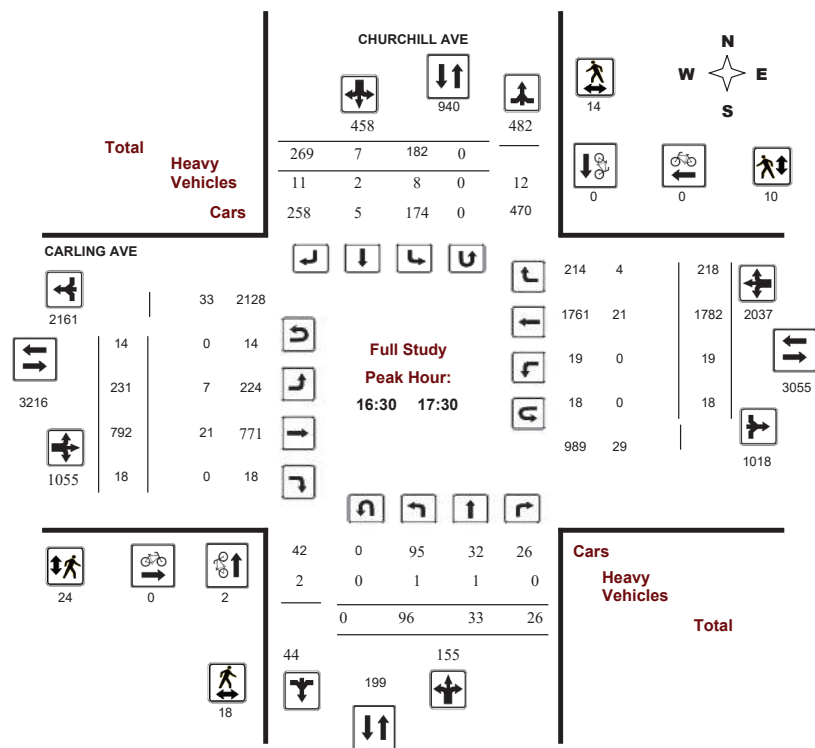 CHURCHILL AVE
N
W E
S
940
14
458
482
Total
269 7 182 0
Heavy
Vehicles
11 2 8 0 12
0 0 10
Cars
258 5 174 0 470
CARLING AVE
214 4 218
2161
33 2128
1761 21 1782 2037
14 0 14
Full Study
19 0 19
3216
231 7 224
Peak Hour:
3055
16:30 17:30
18 0 18
792 21 771
989 29
1018
1055
18 0 18
42 0 95 32 26
Cars
2 0 1 1 0
Heavy
Vehicles
24 0 2
0 96 33 26
Total
44 155
199
18